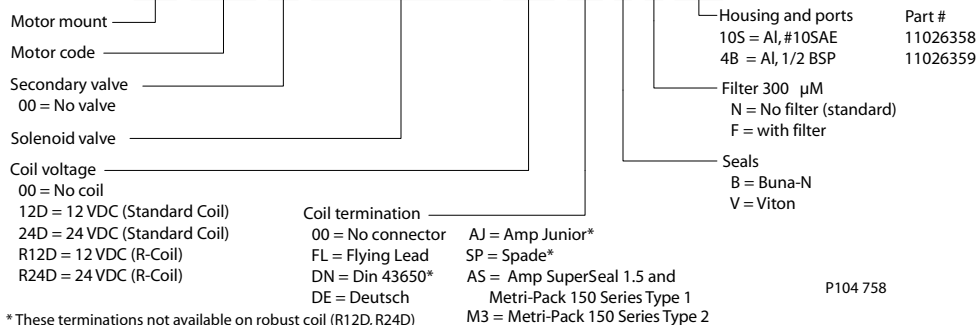 Motor mount
Motor code
Secondary valve
00 = No valve
Solenoid valve
Coil voltage
00 = No coil
12D = 12 VDC (Standard Coil)
24D = 24 VDC (Standard Coil)
R12D = 12 VDC (R-Coil)
R24D = 24 VDC (R-Coil)
* These terminations not available on robust coil (R12D, R24D)
Coil termination
00 = No connector
FL = Flying Lead
DN = Din 43650*
DE = Deutsch
AJ = Amp Junior*
SP = Spade*
AS = Amp SuperSeal 1.5 and
Metri-Pack 150 Series Type 1
M3 = Metri-Pack 150 Series Type 2
Housing and ports Part #
10S = Al, #10SAE 11026358
4B = Al, 1/2 BSP 11026359
Filter 300 µM
N = No filter (standard)
F = with filter
Seals
B = Buna-N
V = Viton
P104 758